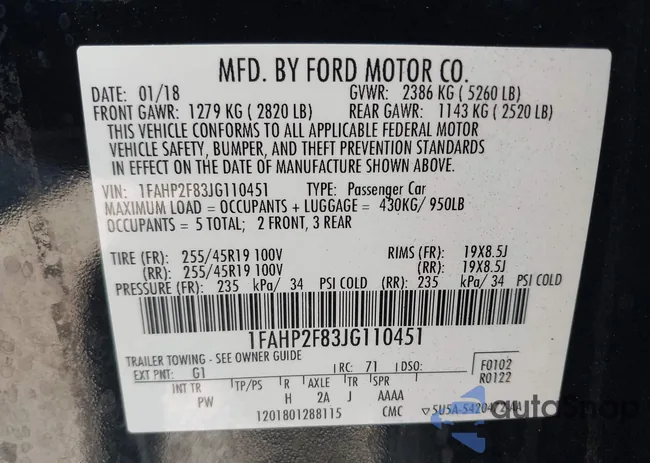 MFD. BY FORD MOTOR CO.
DATE: 01/18 GVWR: 2386 KG ( 5260 LB)
FRONT GAWR: 1279 KG ( 2820 LB) REAR GAWR: 1143 KG ( 2520 LB)
THIS VEHICLE CONFORMS TO ALL APPLICABLE FEDERAL MOTOR
VEHICLE SAFETY, BUMPER, AND THEFT PREVENTION STANDARDS
IN EFFECT ON THE DATE OF MANUFACTURE SHOWN ABOVE.
VIN: 1FAHP2F83JG110451 TYPE: Passenger Car
MAXIMUM LOAD = OCCUPANTS + LUGGAGE = 430KG/ 950LB
OCCUPANTS = 5 TOTAL; 2 FRONT, 3 REAR
TIRE (FR): 255/45R19 100V RIMS (FR): 19X8.5J
(RR): 255/45R19 100V (RR): 19X8.5J
PRESSURE (FR): 235 kPa/ 34 PSI COLD (RR): 235 kPa/ 34 PSI COLD
1FAHP2F83JG110451
TRAILER TOWING - SEE OWNER GUIDE
EXT PNT: G1 RC: 71 DSO: F0102
INT TR TP/PS R AXLE TR SPR R0122
PW H 2A J AAAA
1201801288115 CMC
autoShop